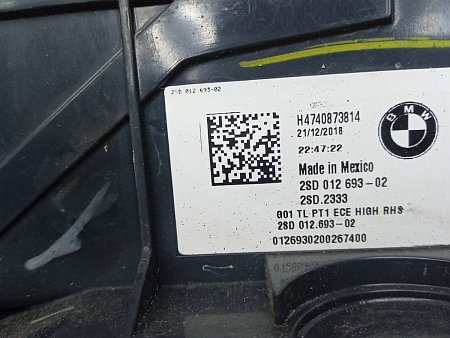 2SD 012 693-02
H4740873814
21/12/2018
22:47:22
BMW
Made in Mexico
2SD 012 693-02
2SD.2333
G01 TL PT1 ECE HIGH RHS
2SD 012.693-02
0126930200267400